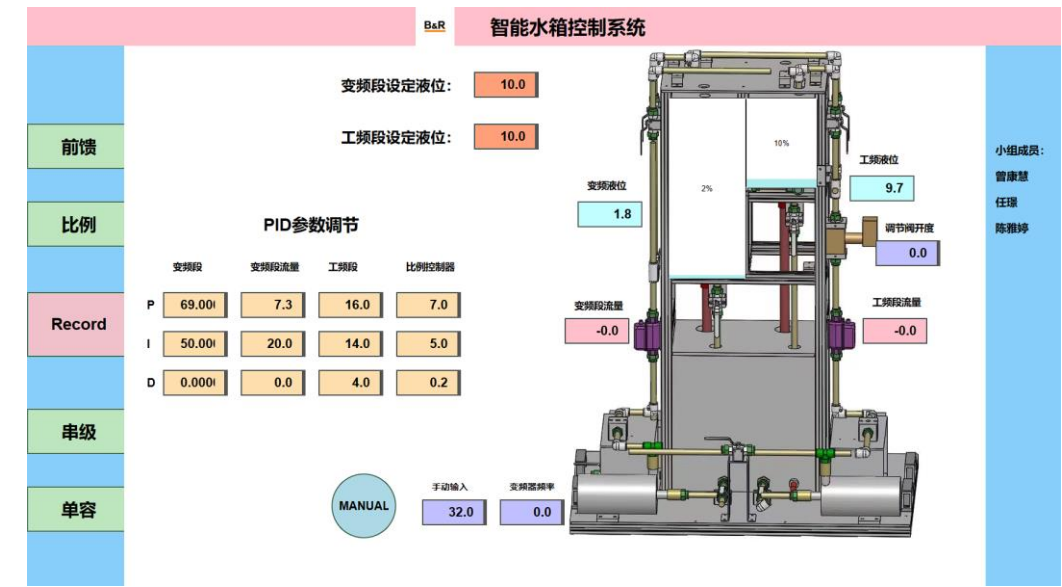 B&R 智能水箱控制系统
前馈
比例
Record
串级
单容
变频段设定液位: 10.0
工频段设定液位: 10.0
PID参数调节
变频段 变频段流量 工频段 比例控制器
P 69.00 7.3 16.0 7.0
I 50.00 20.0 14.0 5.0
D 0.000 0.0 4.0 0.2
MANUAL
手动输入 变频器频率
32.0 0.0
变频液位
1.8
2%
10%
工频液位
9.7
调节阀开度
0.0
变频段流量
-0.0
工频段流量
-0.0
小组成员:
曾康慧
任璟
陈雅婷